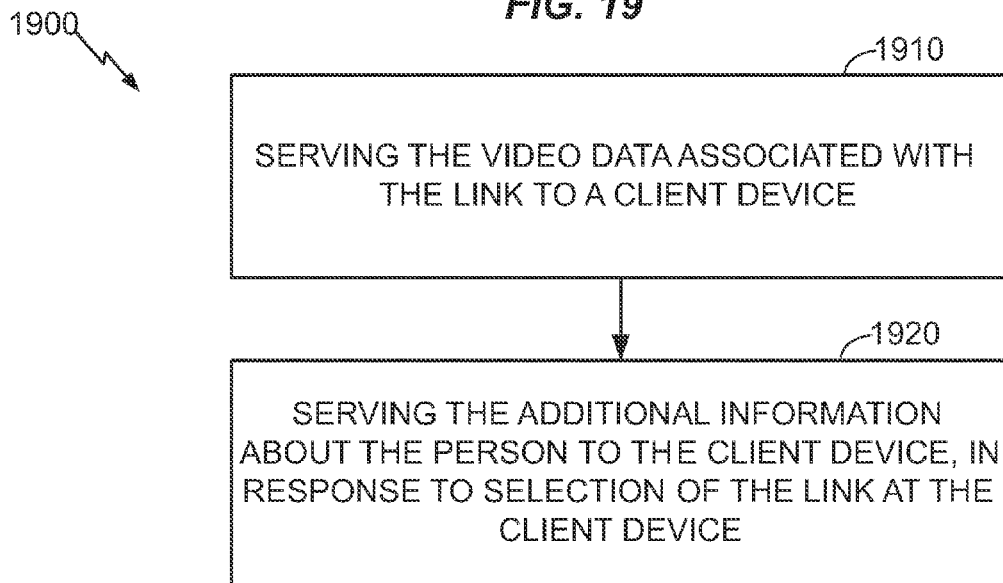 FIG. 19
1900
1910
SERVING THE VIDEO DATA ASSOCIATED WITH
THE LINK TO A CLIENT DEVICE
1920
SERVING THE ADDITIONAL INFORMATION
ABOUT THE PERSON TO THE CLIENT DEVICE, IN
RESPONSE TO SELECTION OF THE LINK AT THE
CLIENT DEVICE